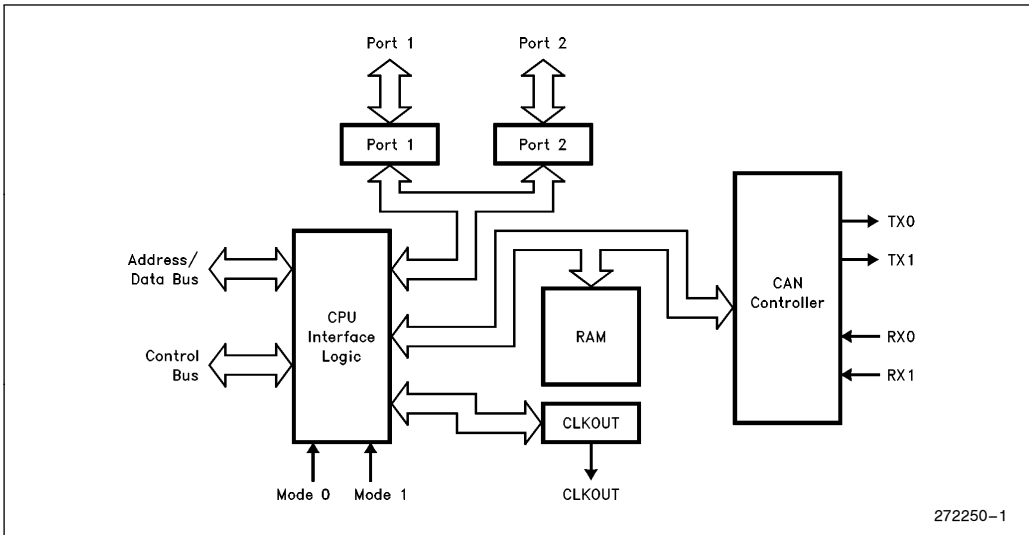 Port 1
Port 2
Port 1
Port 2
Address/
Data Bus
Control
Bus
CPU
Interface
Logic
RAM
CLKOUT
CLKOUT
Mode 0
Mode 1
CAN
Controller
TX0
TX1
RX0
RX1
272250-1